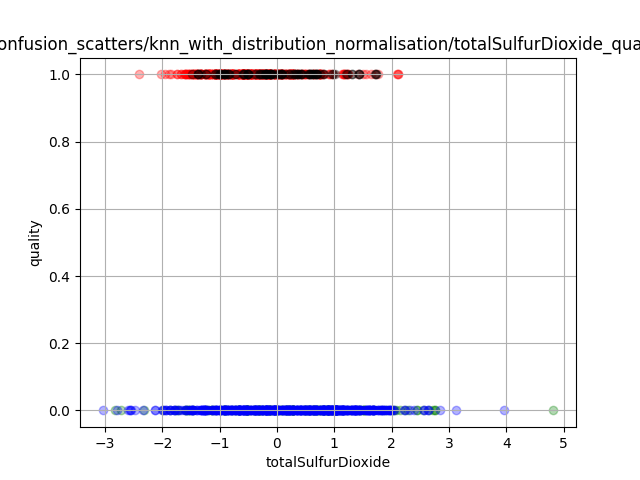 onfusion_scatters/knn_with_distribution_normalisation/totalSulfurDioxide_qua
1.0
0.8
0.6
0.4
0.2
0.0
quality
−3 −2 −1 0 1 2 3 4 5
totalSulfurDioxide